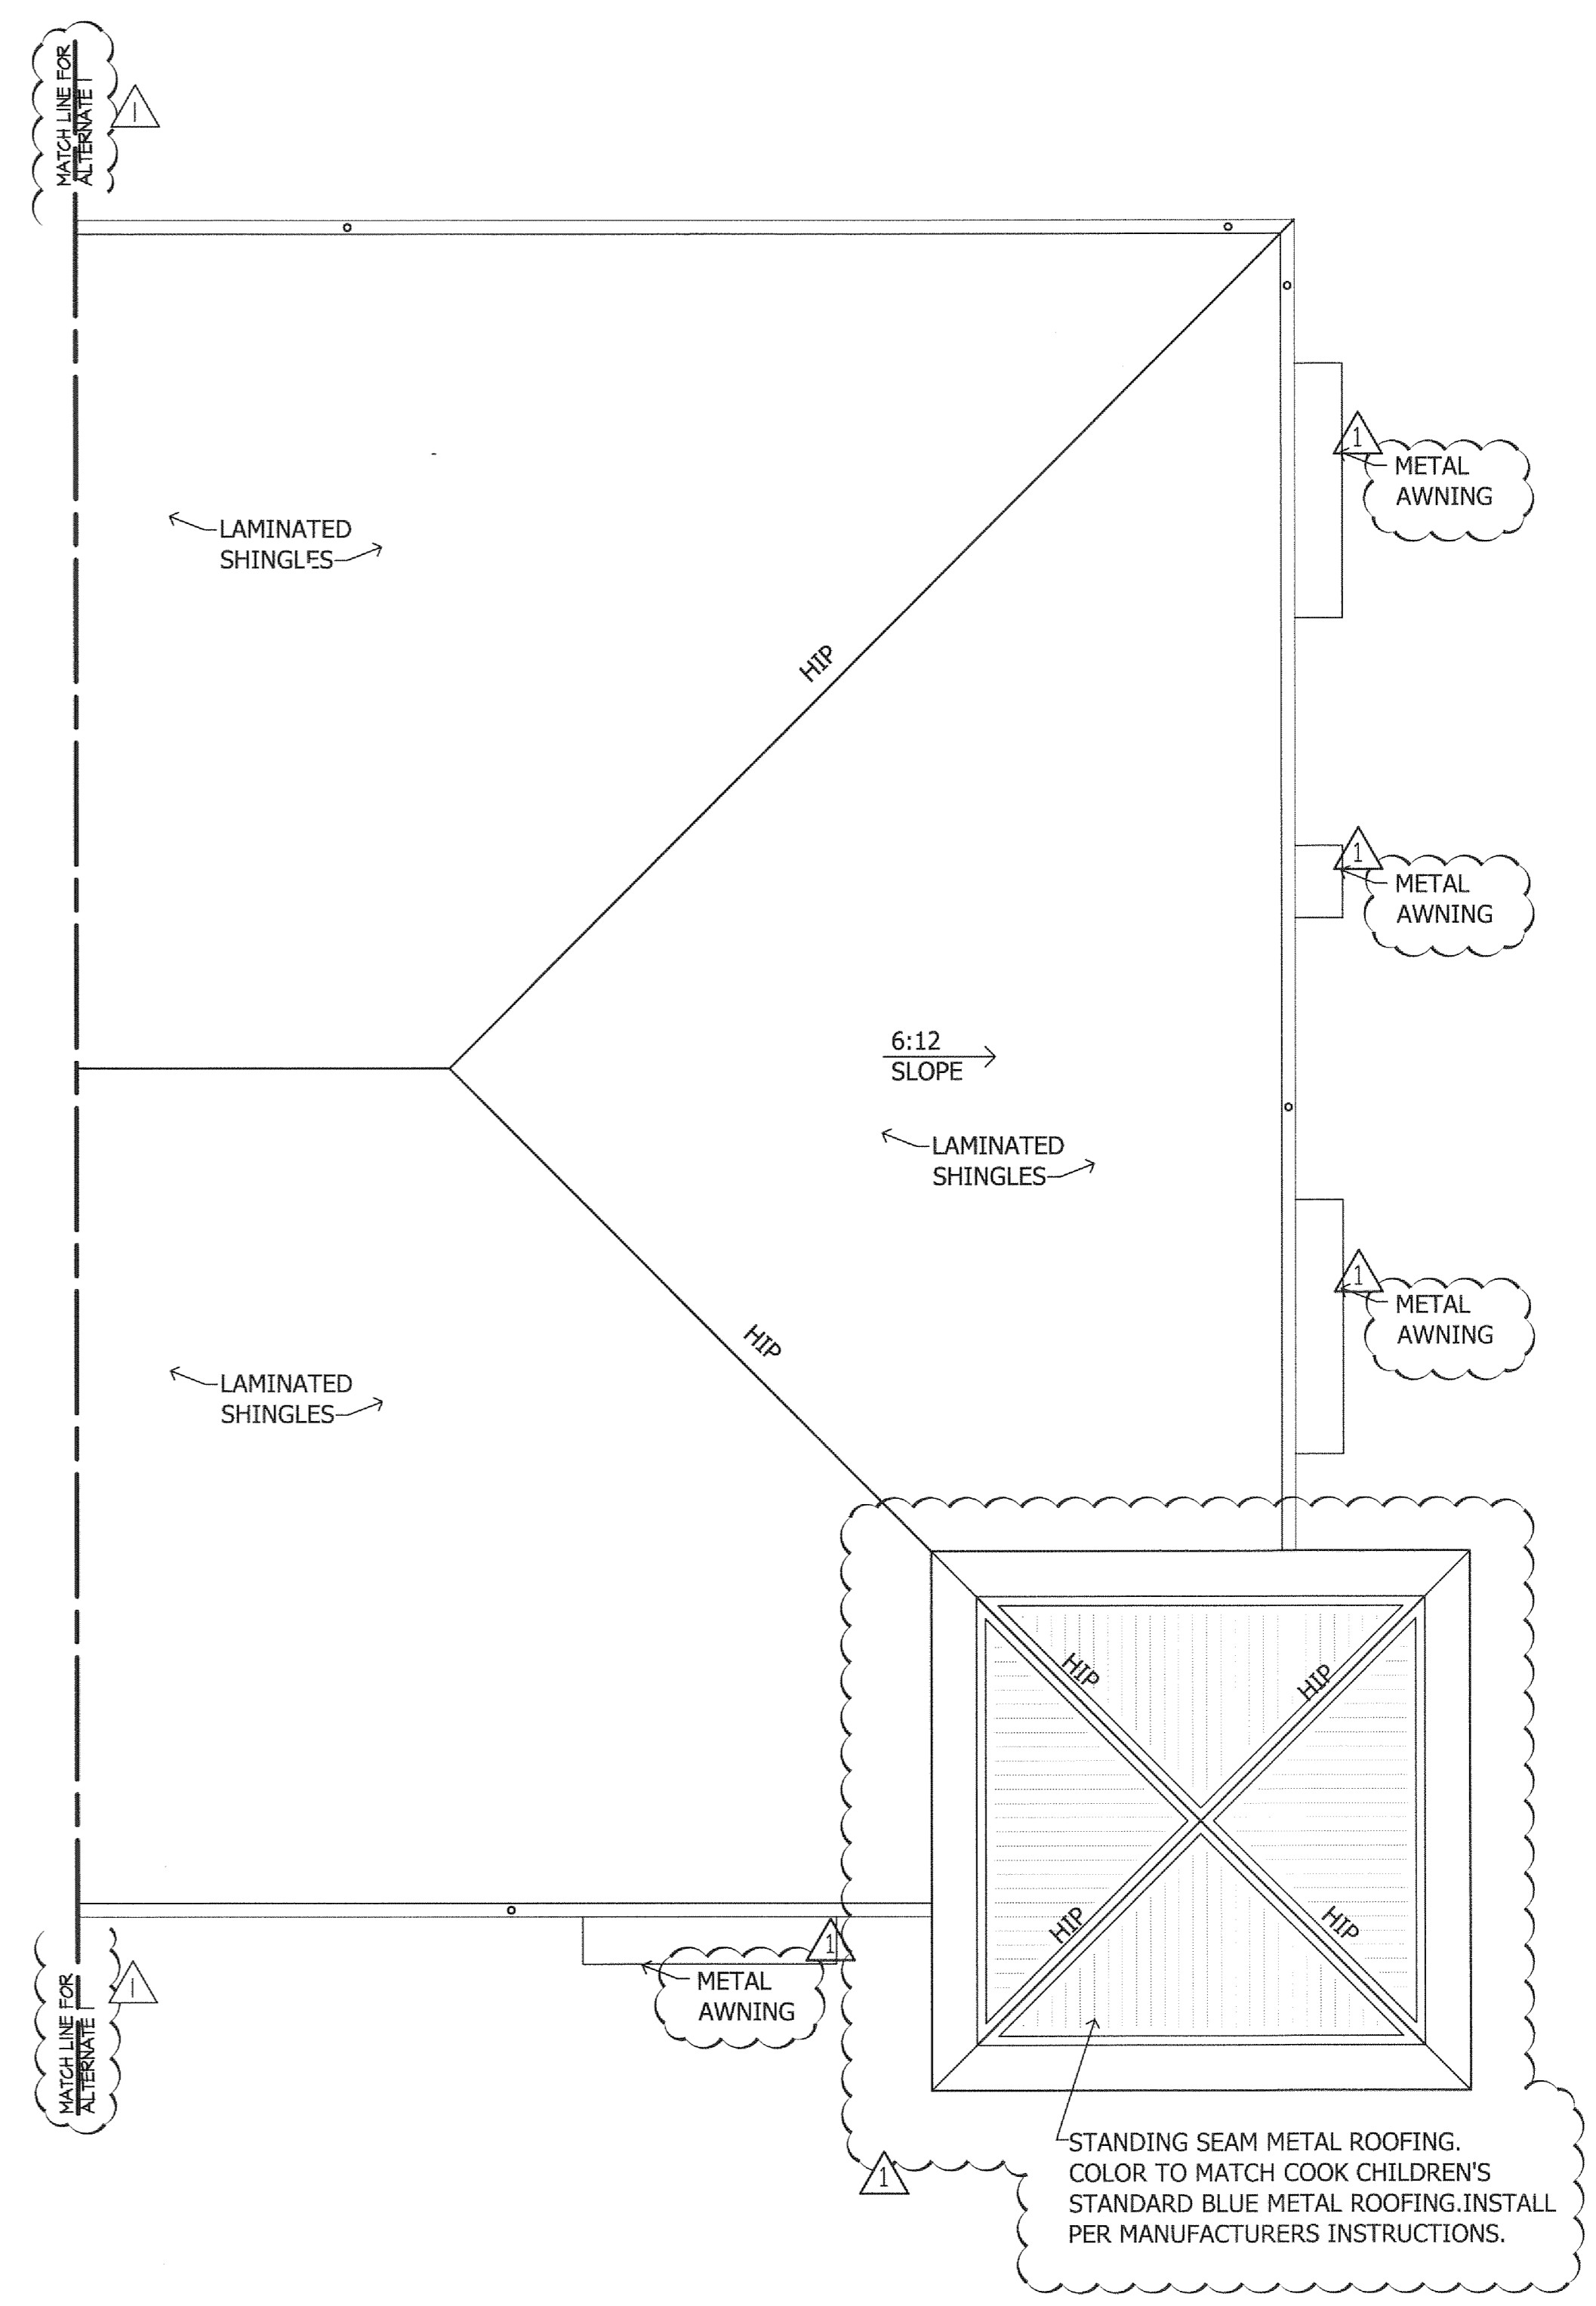 MATCH LINE FOR
ALTERNATE 1
1
1
METAL
AWNING
LAMINATED
SHINGLES
HIP
1
METAL
AWNING
6:12
SLOPE
LAMINATED
SHINGLES
1
METAL
AWNING
HIP
LAMINATED
SHINGLES
HIP
HIP
HIP
HIP
1
METAL
AWNING
MATCH LINE FOR
ALTERNATE 1
1
1
STANDING SEAM METAL ROOFING.
COLOR TO MATCH COOK CHILDREN'S
STANDARD BLUE METAL ROOFING.INSTALL
PER MANUFACTURERS INSTRUCTIONS.